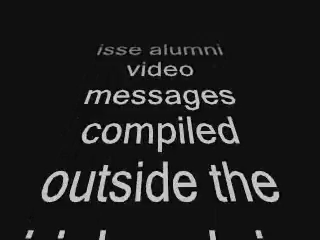 isse alumni
video
messages
compiled
outside the